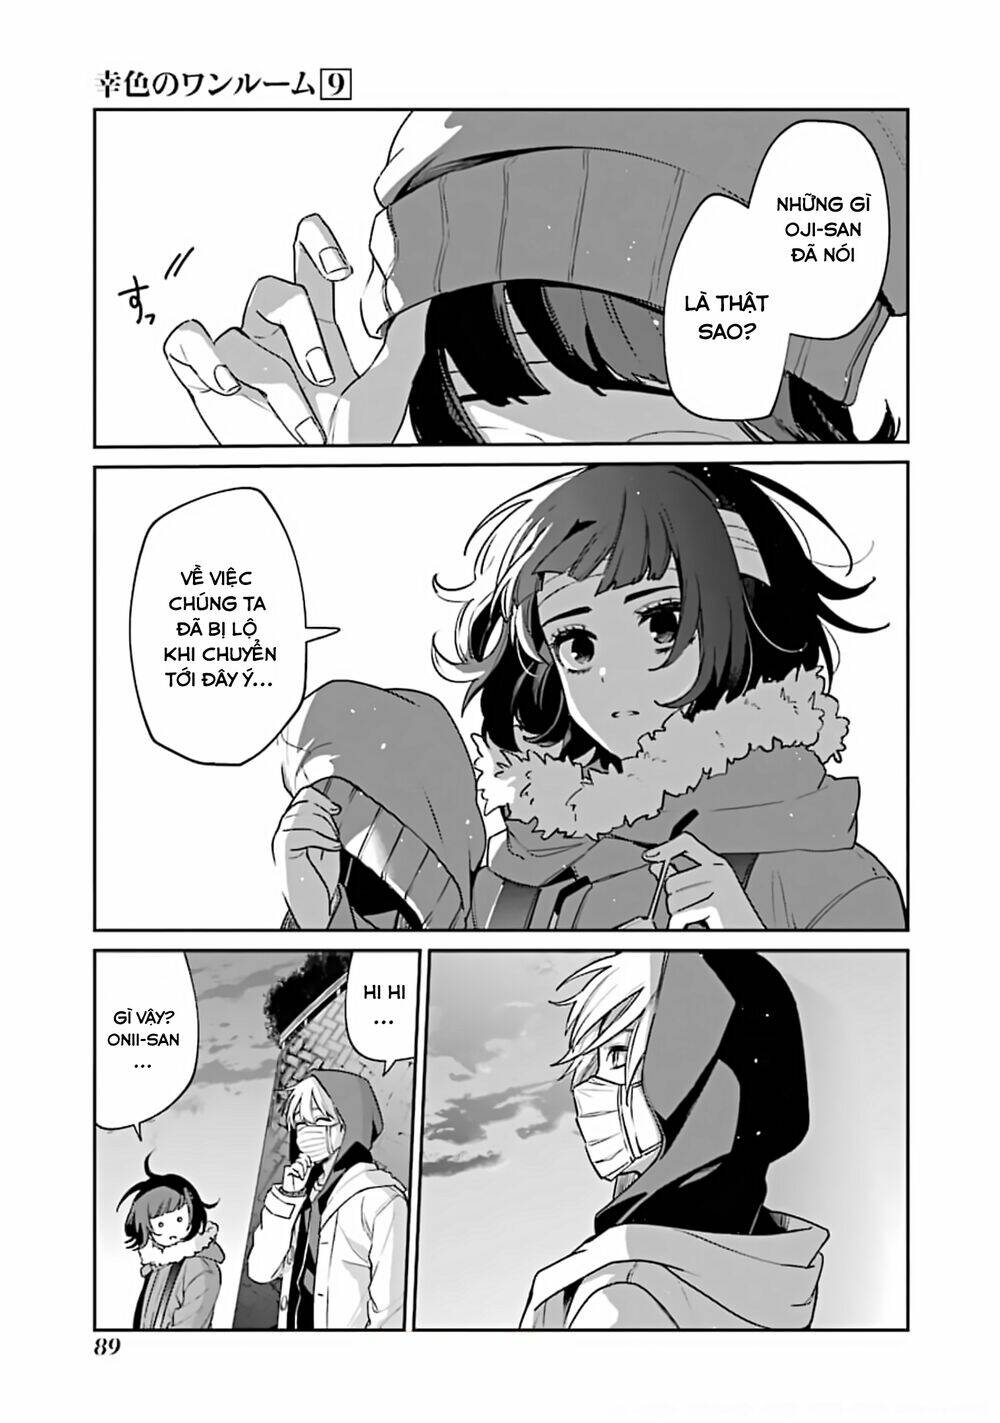 幸色のワンルーム 9
NHỮNG GÌ
OJI-SAN
ĐÃ NÓI
LÀ THẬT
SAO?
すっ
VỀ VIỆC
CHÚNG TA
ĐÃ BỊ LỘ
KHI CHUYỂN
TỚI ĐÂY Ý...
HI HI
...
GÌ VẬY?
ONII-SAN
...
89